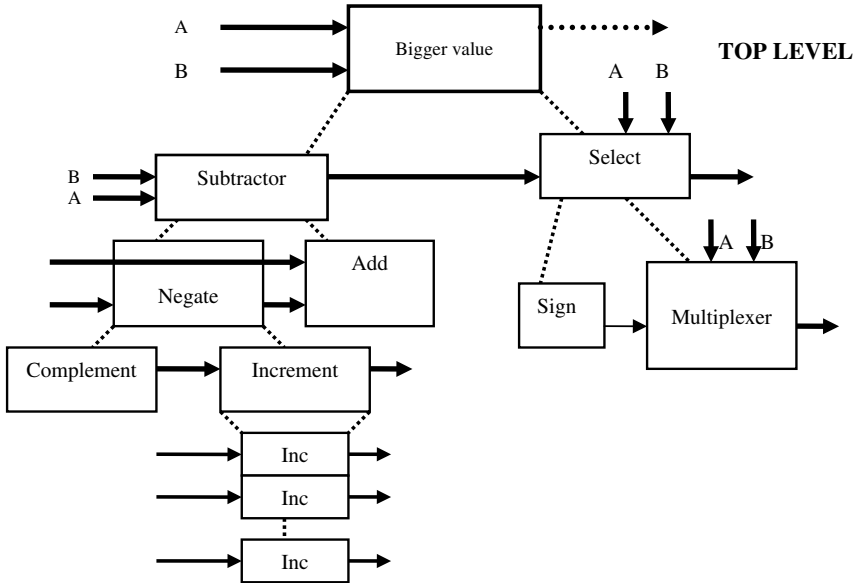 A
Bigger value
TOP LEVEL
B
A B
B
Subtractor
Select
A
A B
Add
Negate
Sign
Multiplexer
Complement
Increment
Inc
Inc
Inc